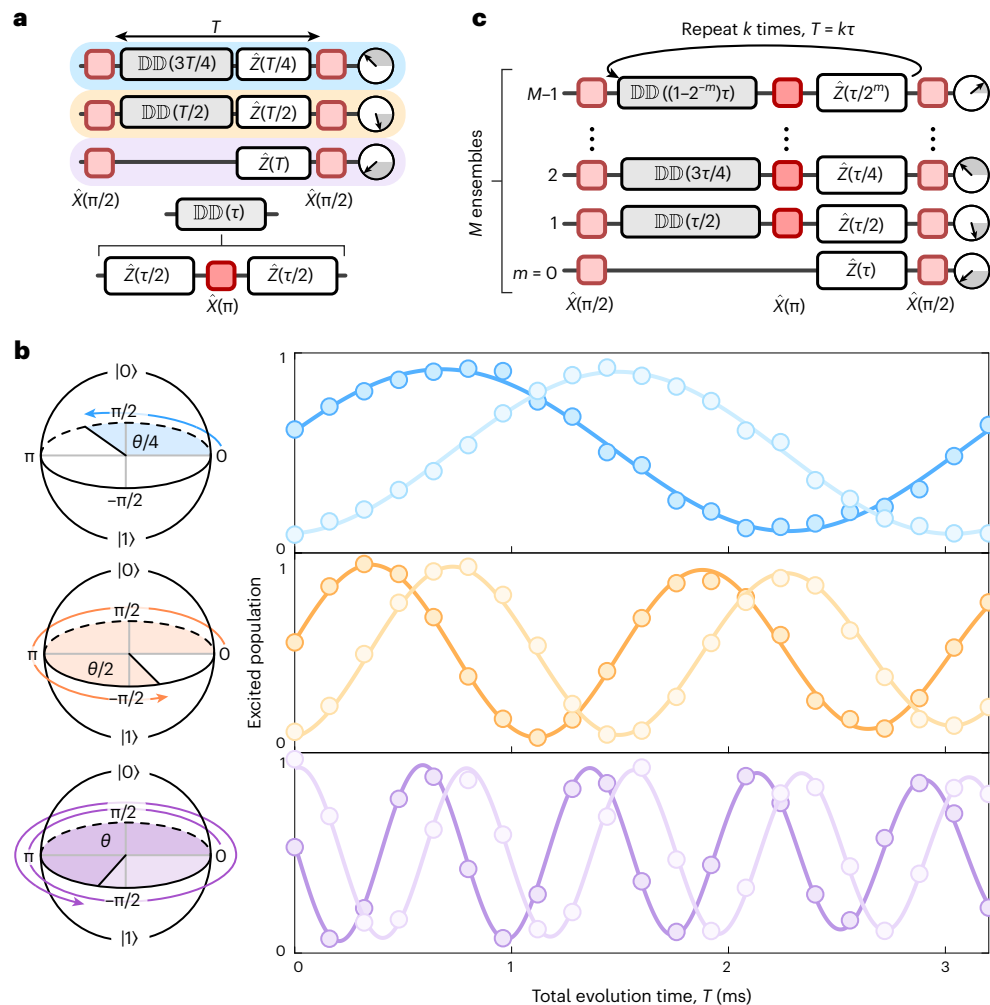 a
T
𝔻𝔻(3T/4) Ẑ(T/4)
𝔻𝔻(T/2) Ẑ(T/2)
Ẑ(T)
X̂(π/2) X̂(π/2)
𝔻𝔻(τ)
Ẑ(τ/2) Ẑ(τ/2)
X̂(π)
c
Repeat k times, T = kτ
M ensembles
M–1 𝔻𝔻((1–2⁻ᵐ)τ) Ẑ(τ/2ᵐ)
2 𝔻𝔻(3τ/4) Ẑ(τ/4)
1 𝔻𝔻(τ/2) Ẑ(τ/2)
m = 0 Ẑ(τ)
X̂(π/2) X̂(π) X̂(π/2)
b
|0⟩
π/2
θ/4
π 0
–π/2
|1⟩
|0⟩
π/2
π 0
θ/2
–π/2
|1⟩
|0⟩
π/2
θ
π 0
–π/2
|1⟩
Excited population
1
0
1
0
1
0
0 1 2 3
Total evolution time, T (ms)